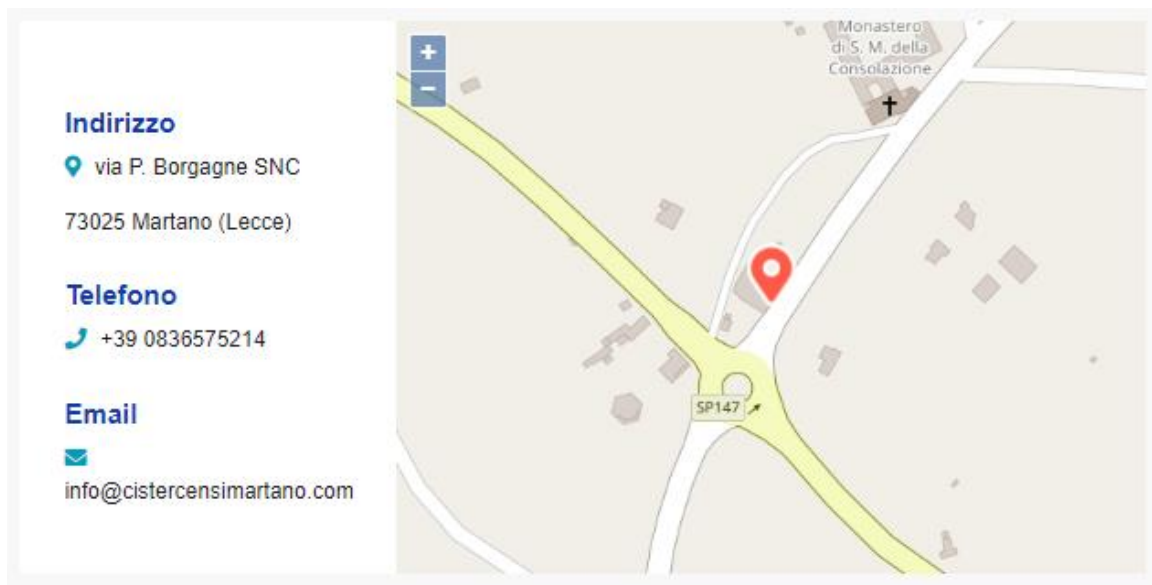 Indirizzo
via P. Borgagne SNC
73025 Martano (Lecce)
Telefono
+39 0836575214
Email
info@cistercensimartano.com
+
−
Monastero
di S. M. della
Consolazione
SP147